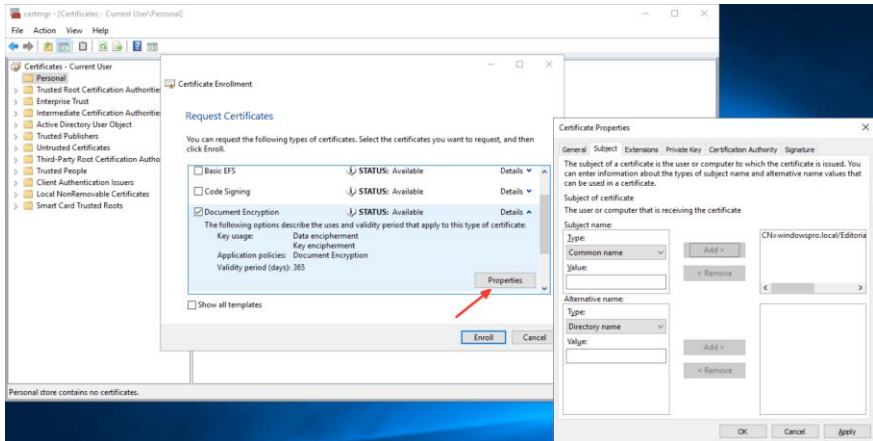 certmgr - [Certificates - Current User\Personal]
File Action View Help
Certificates - Current User
Personal
Trusted Root Certification Authorities
Enterprise Trust
Intermediate Certification Authorities
Active Directory User Object
Trusted Publishers
Untrusted Certificates
Third-Party Root Certification Autho
Trusted People
Client Authentication Issuers
Local NonRemovable Certificates
Smart Card Trusted Roots
Personal store contains no certificates.
Certificate Enrollment
Request Certificates
You can request the following types of certificates. Select the certificates you want to request, and then
click Enroll.
Basic EFS STATUS: Available Details
Code Signing STATUS: Available Details
Document Encryption STATUS: Available Details
The following options describe the uses and validity period that apply to this type of certificate:
Key usage: Data encipherment
Key encipherment
Application policies: Document Encryption
Validity period (days): 365
Properties
Show all templates
Enroll Cancel
Certificate Properties
General Subject Extensions Private Key Certification Authority Signature
The subject of a certificate is the user or computer to which the certificate is issued. You
can enter information about the types of subject name and alternative name values that
can be used in a certificate.
Subject of certificate
The user or computer that is receiving the certificate
Subject name:
Type:
Common name
Value:
Add >
< Remove
CN=windowspro.local/Editoria
Alternative name:
Type:
Directory name
Value:
Add >
< Remove
OK Cancel Apply